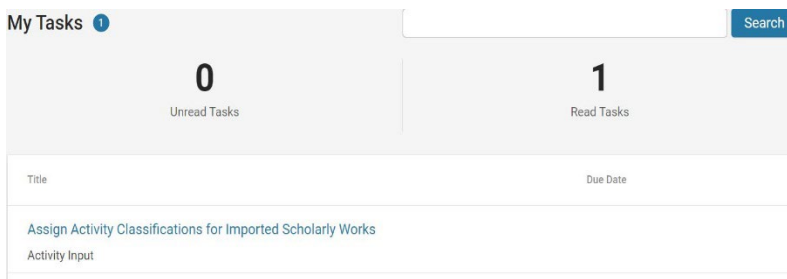 My Tasks 1
Search
0
Unread Tasks
1
Read Tasks
Title Due Date
Assign Activity Classifications for Imported Scholarly Works
Activity Input